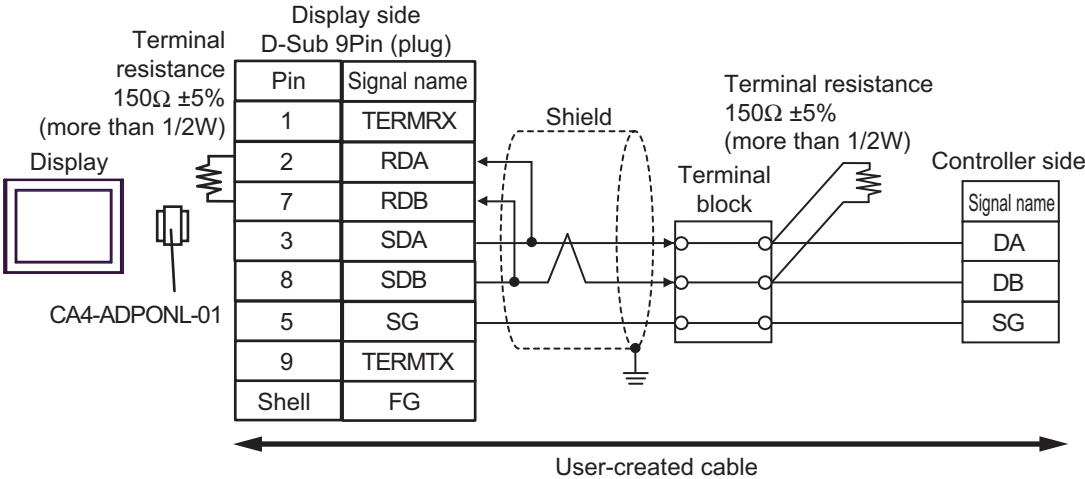 Display side
D-Sub 9Pin (plug)
Terminal
resistance
150Ω ±5%
(more than 1/2W)
Display
CA4-ADPONL-01
Pin Signal name
1 TERMRX
2 RDA
7 RDB
3 SDA
8 SDB
5 SG
9 TERMTX
Shell FG
Shield
Terminal
block
Terminal resistance
150Ω ±5%
(more than 1/2W)
Controller side
Signal name
DA
DB
SG
User-created cable